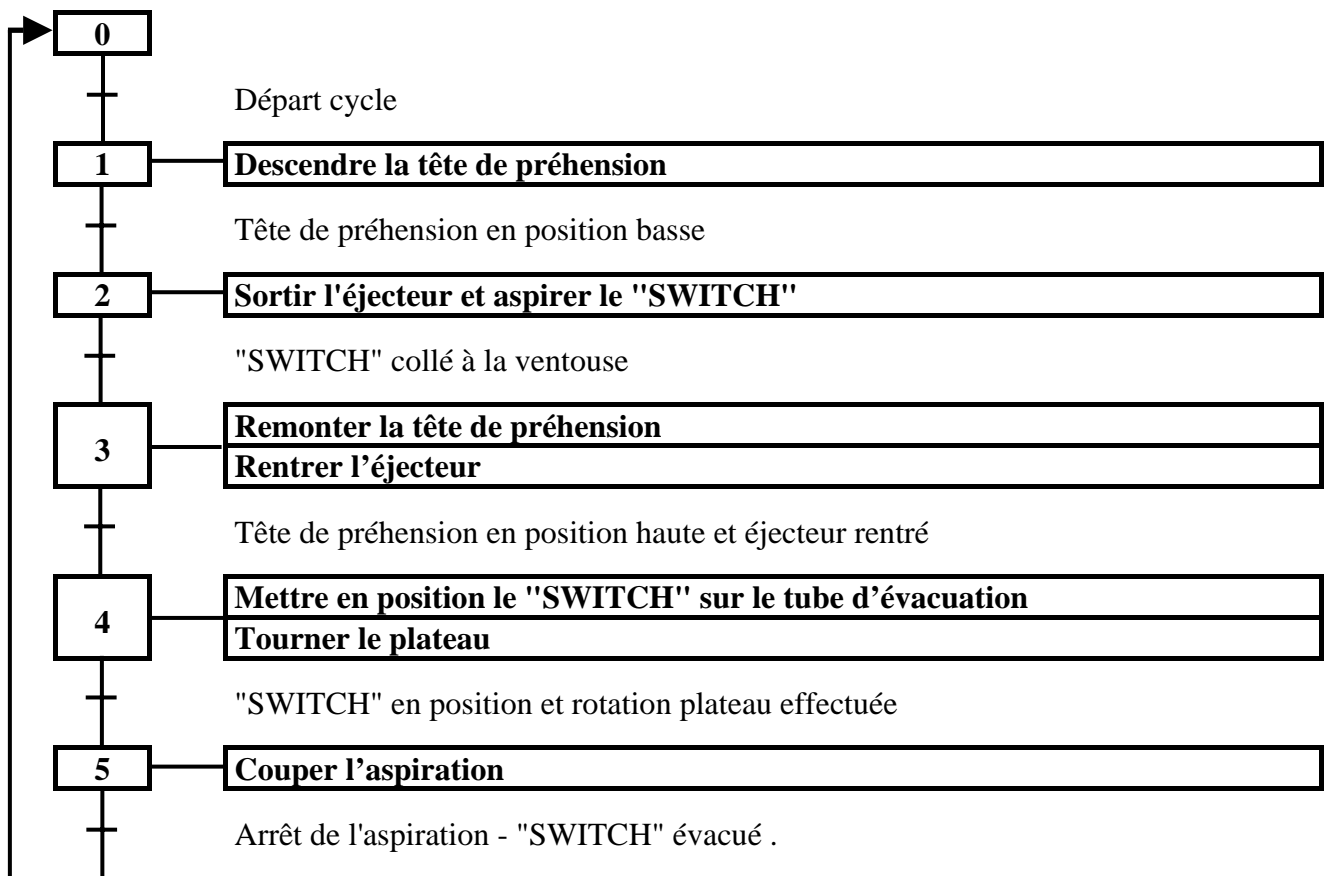 0
Départ cycle
1 Descendre la tête de préhension
Tête de préhension en position basse
2 Sortir l'éjecteur et aspirer le "SWITCH"
"SWITCH" collé à la ventouse
Remonter la tête de préhension
3
Rentrer l’éjecteur
Tête de préhension en position haute et éjecteur rentré
Mettre en position le "SWITCH" sur le tube d’évacuation
4
Tourner le plateau
"SWITCH" en position et rotation plateau effectuée
5 Couper l’aspiration
Arrêt de l'aspiration - "SWITCH" évacué .